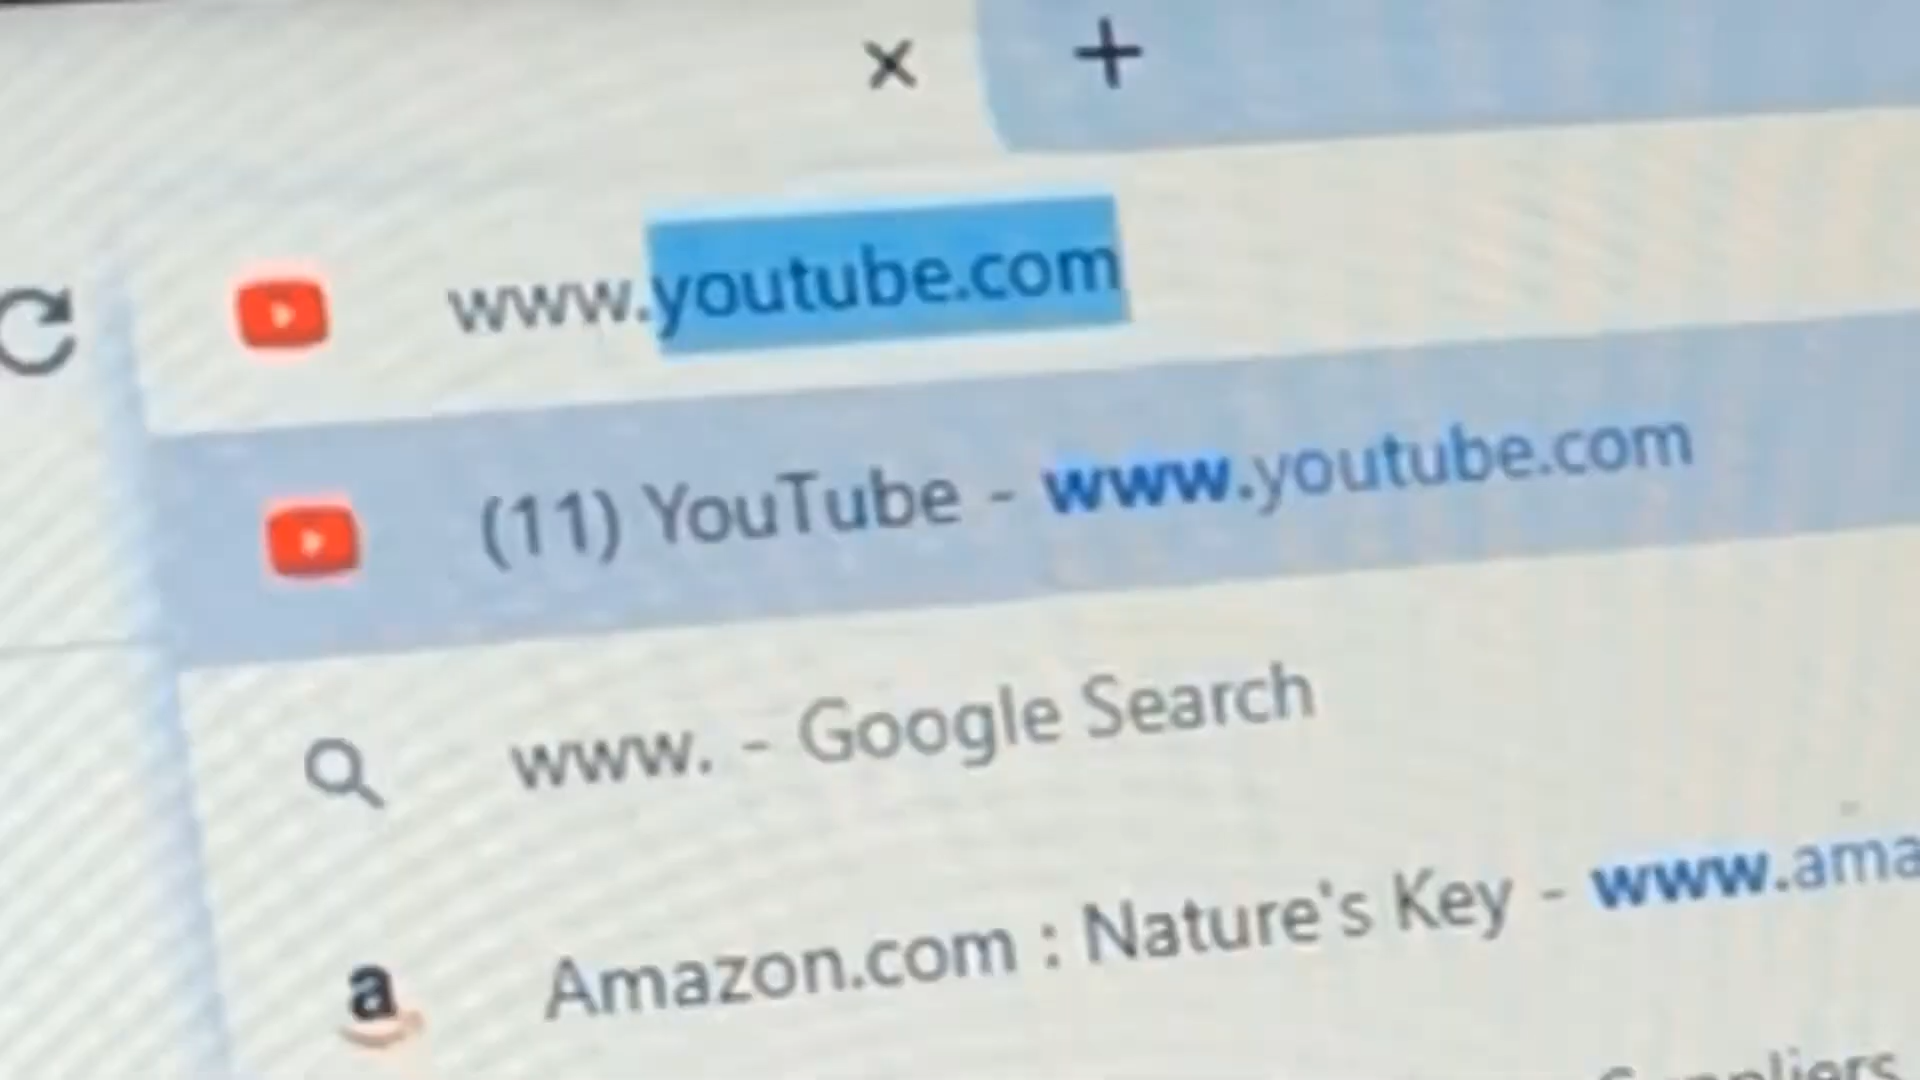 www.youtube.com
(11) YouTube - www.youtube.com
www. - Google Search
Amazon.com : Nature's Key - www.ama